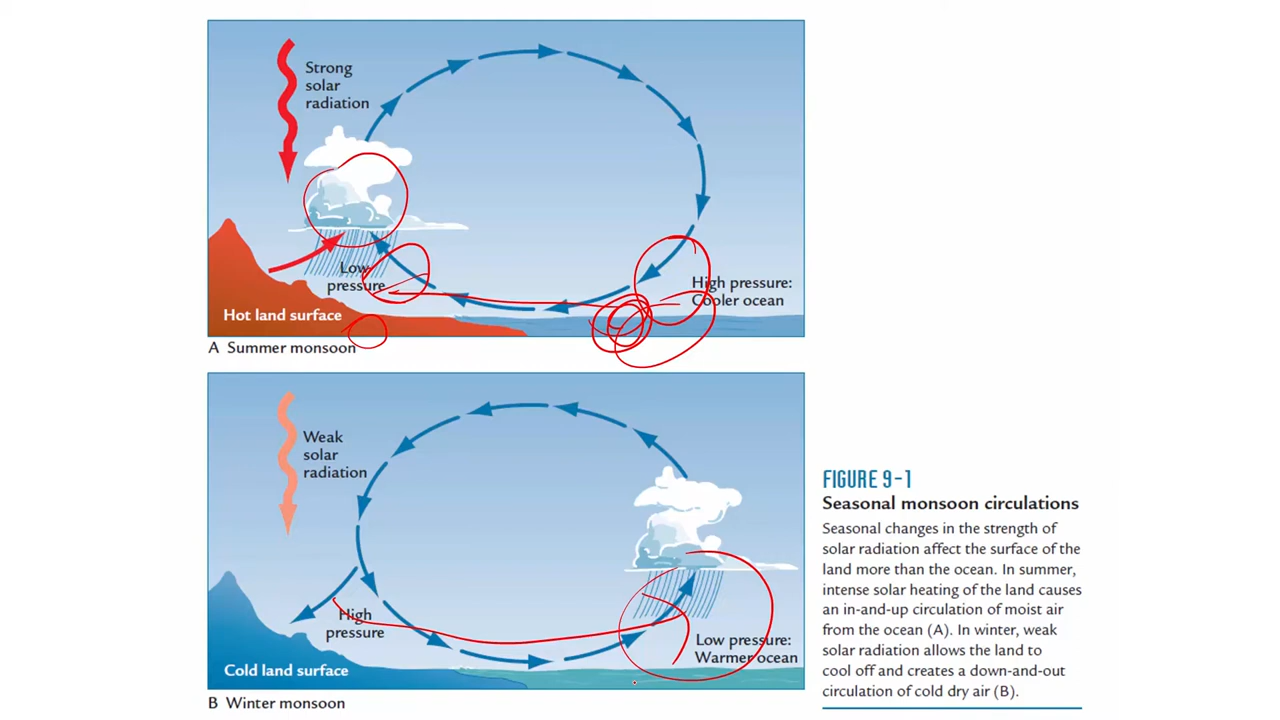 Strong
solar
radiation
Low
pressure
High pressure:
Cooler ocean
Hot land surface
A Summer monsoon
Weak
solar
radiation
High
pressure
Low pressure:
Warmer ocean
Cold land surface
B Winter monsoon
FIGURE 9-1
Seasonal monsoon circulations
Seasonal changes in the strength of
solar radiation affect the surface of the
land more than the ocean. In summer,
intense solar heating of the land causes
an in-and-up circulation of moist air
from the ocean (A). In winter, weak
solar radiation allows the land to
cool off and creates a down-and-out
circulation of cold dry air (B).